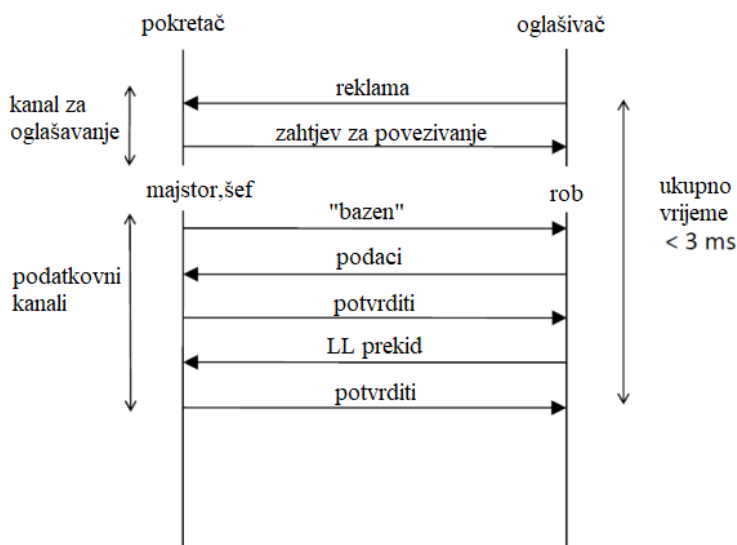 pokretač
oglašivač
reklama
kanal za
oglašavanje
zahtjev za povezivanje
majstor,šef
rob
ukupno
vrijeme
< 3 ms
"bazen"
podaci
podatkovni
kanali
potvrditi
LL prekid
potvrditi